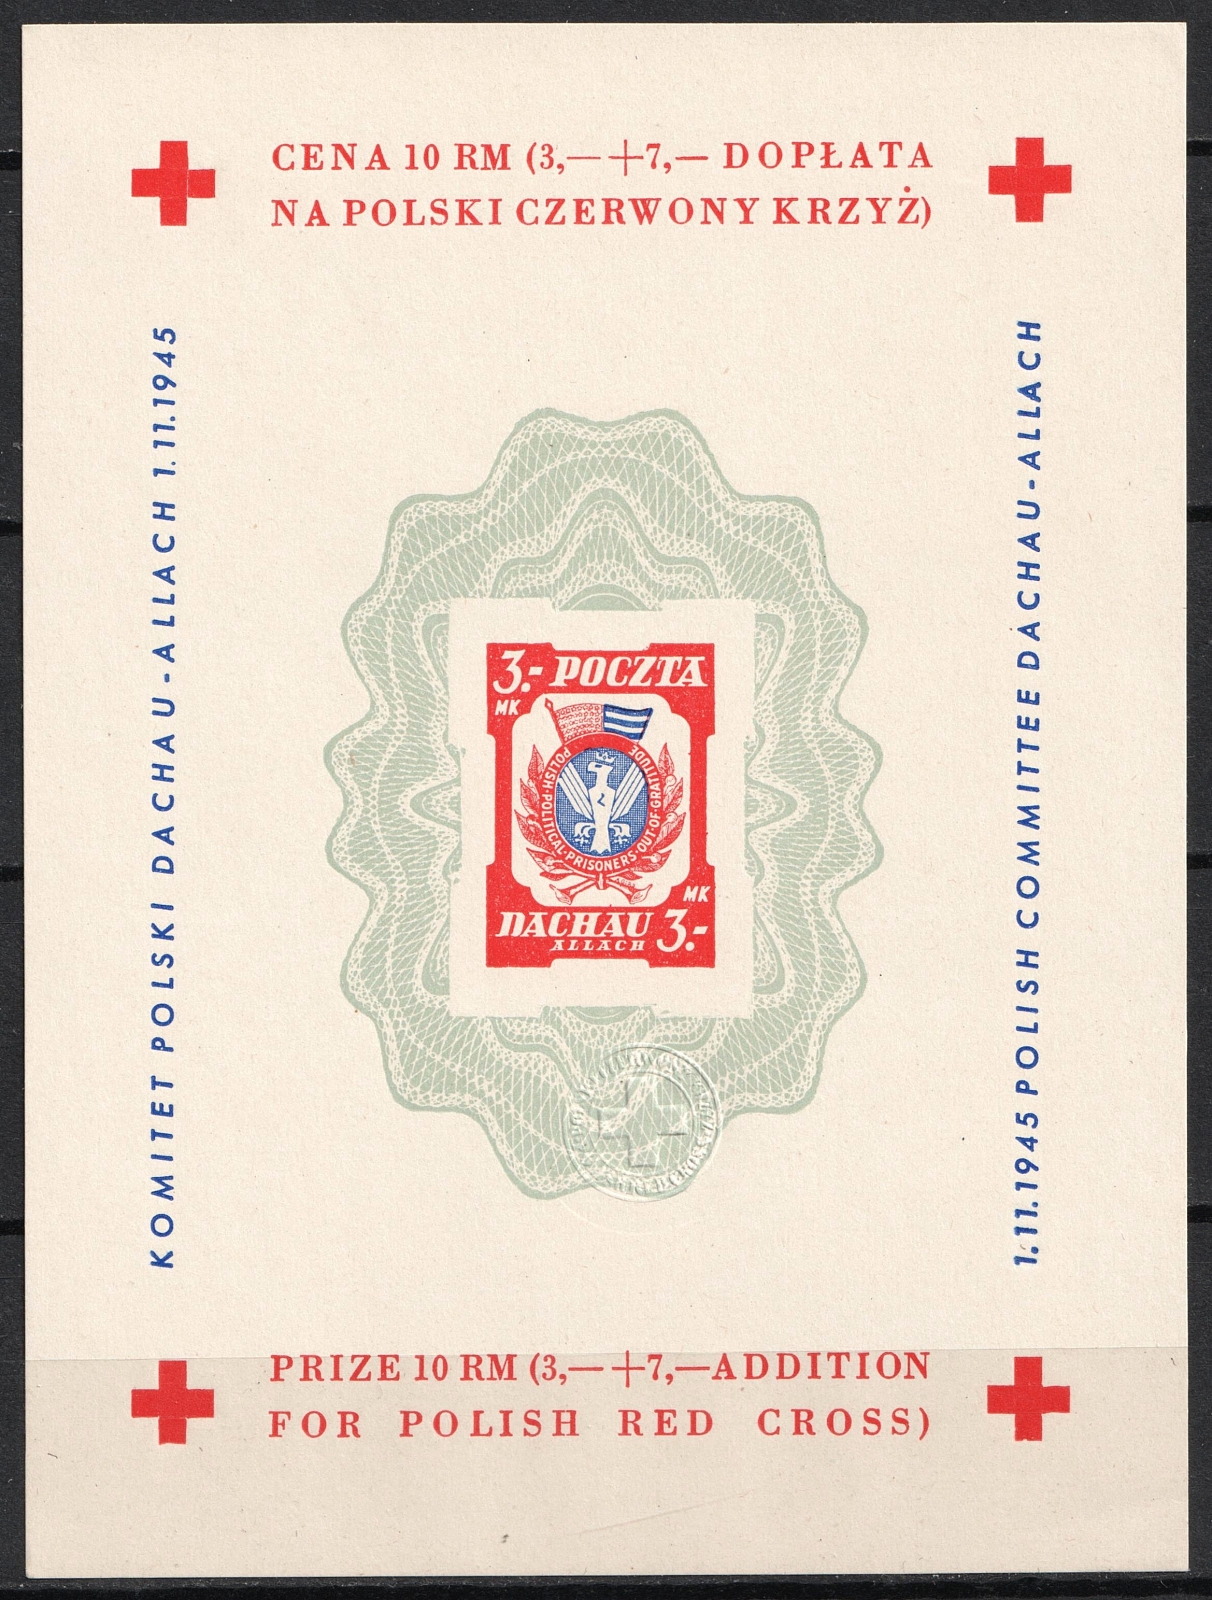 CENA 10 RM (3,—+7,— DOPŁATA
NA POLSKI CZERWONY KRZYŻ)
KOMITET POLSKI DACHAU-ALLACH 1.11.1945
3.- POCZTA
MK
POLISH·POLITICAL·PRISONERS·OUT·OF·GRATITUDE
MK
DACHAU 3.-
ALLACH
1.11.1945 POLISH COMMITTEE DACHAU-ALLACH
CROSS
PRIZE 10 RM (3,—+7,—ADDITION
FOR POLISH RED CROSS)